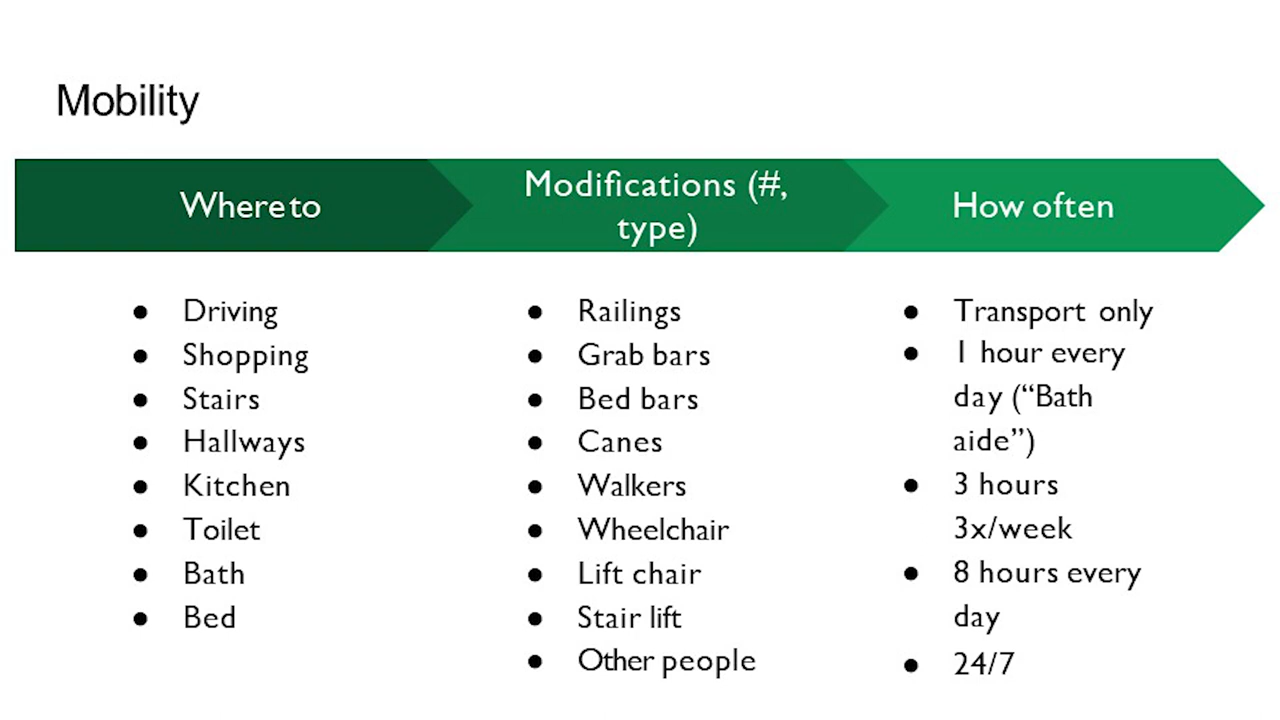 Mobility
Where to
Modifications (#,
type)
How often
Driving
Shopping
Stairs
Hallways
Kitchen
Toilet
Bath
Bed
Railings
Grab bars
Bed bars
Canes
Walkers
Wheelchair
Lift chair
Stair lift
Other people
Transport only
1 hour every
day (“Bath
aide”)
3 hours
3x/week
8 hours every
day
24/7